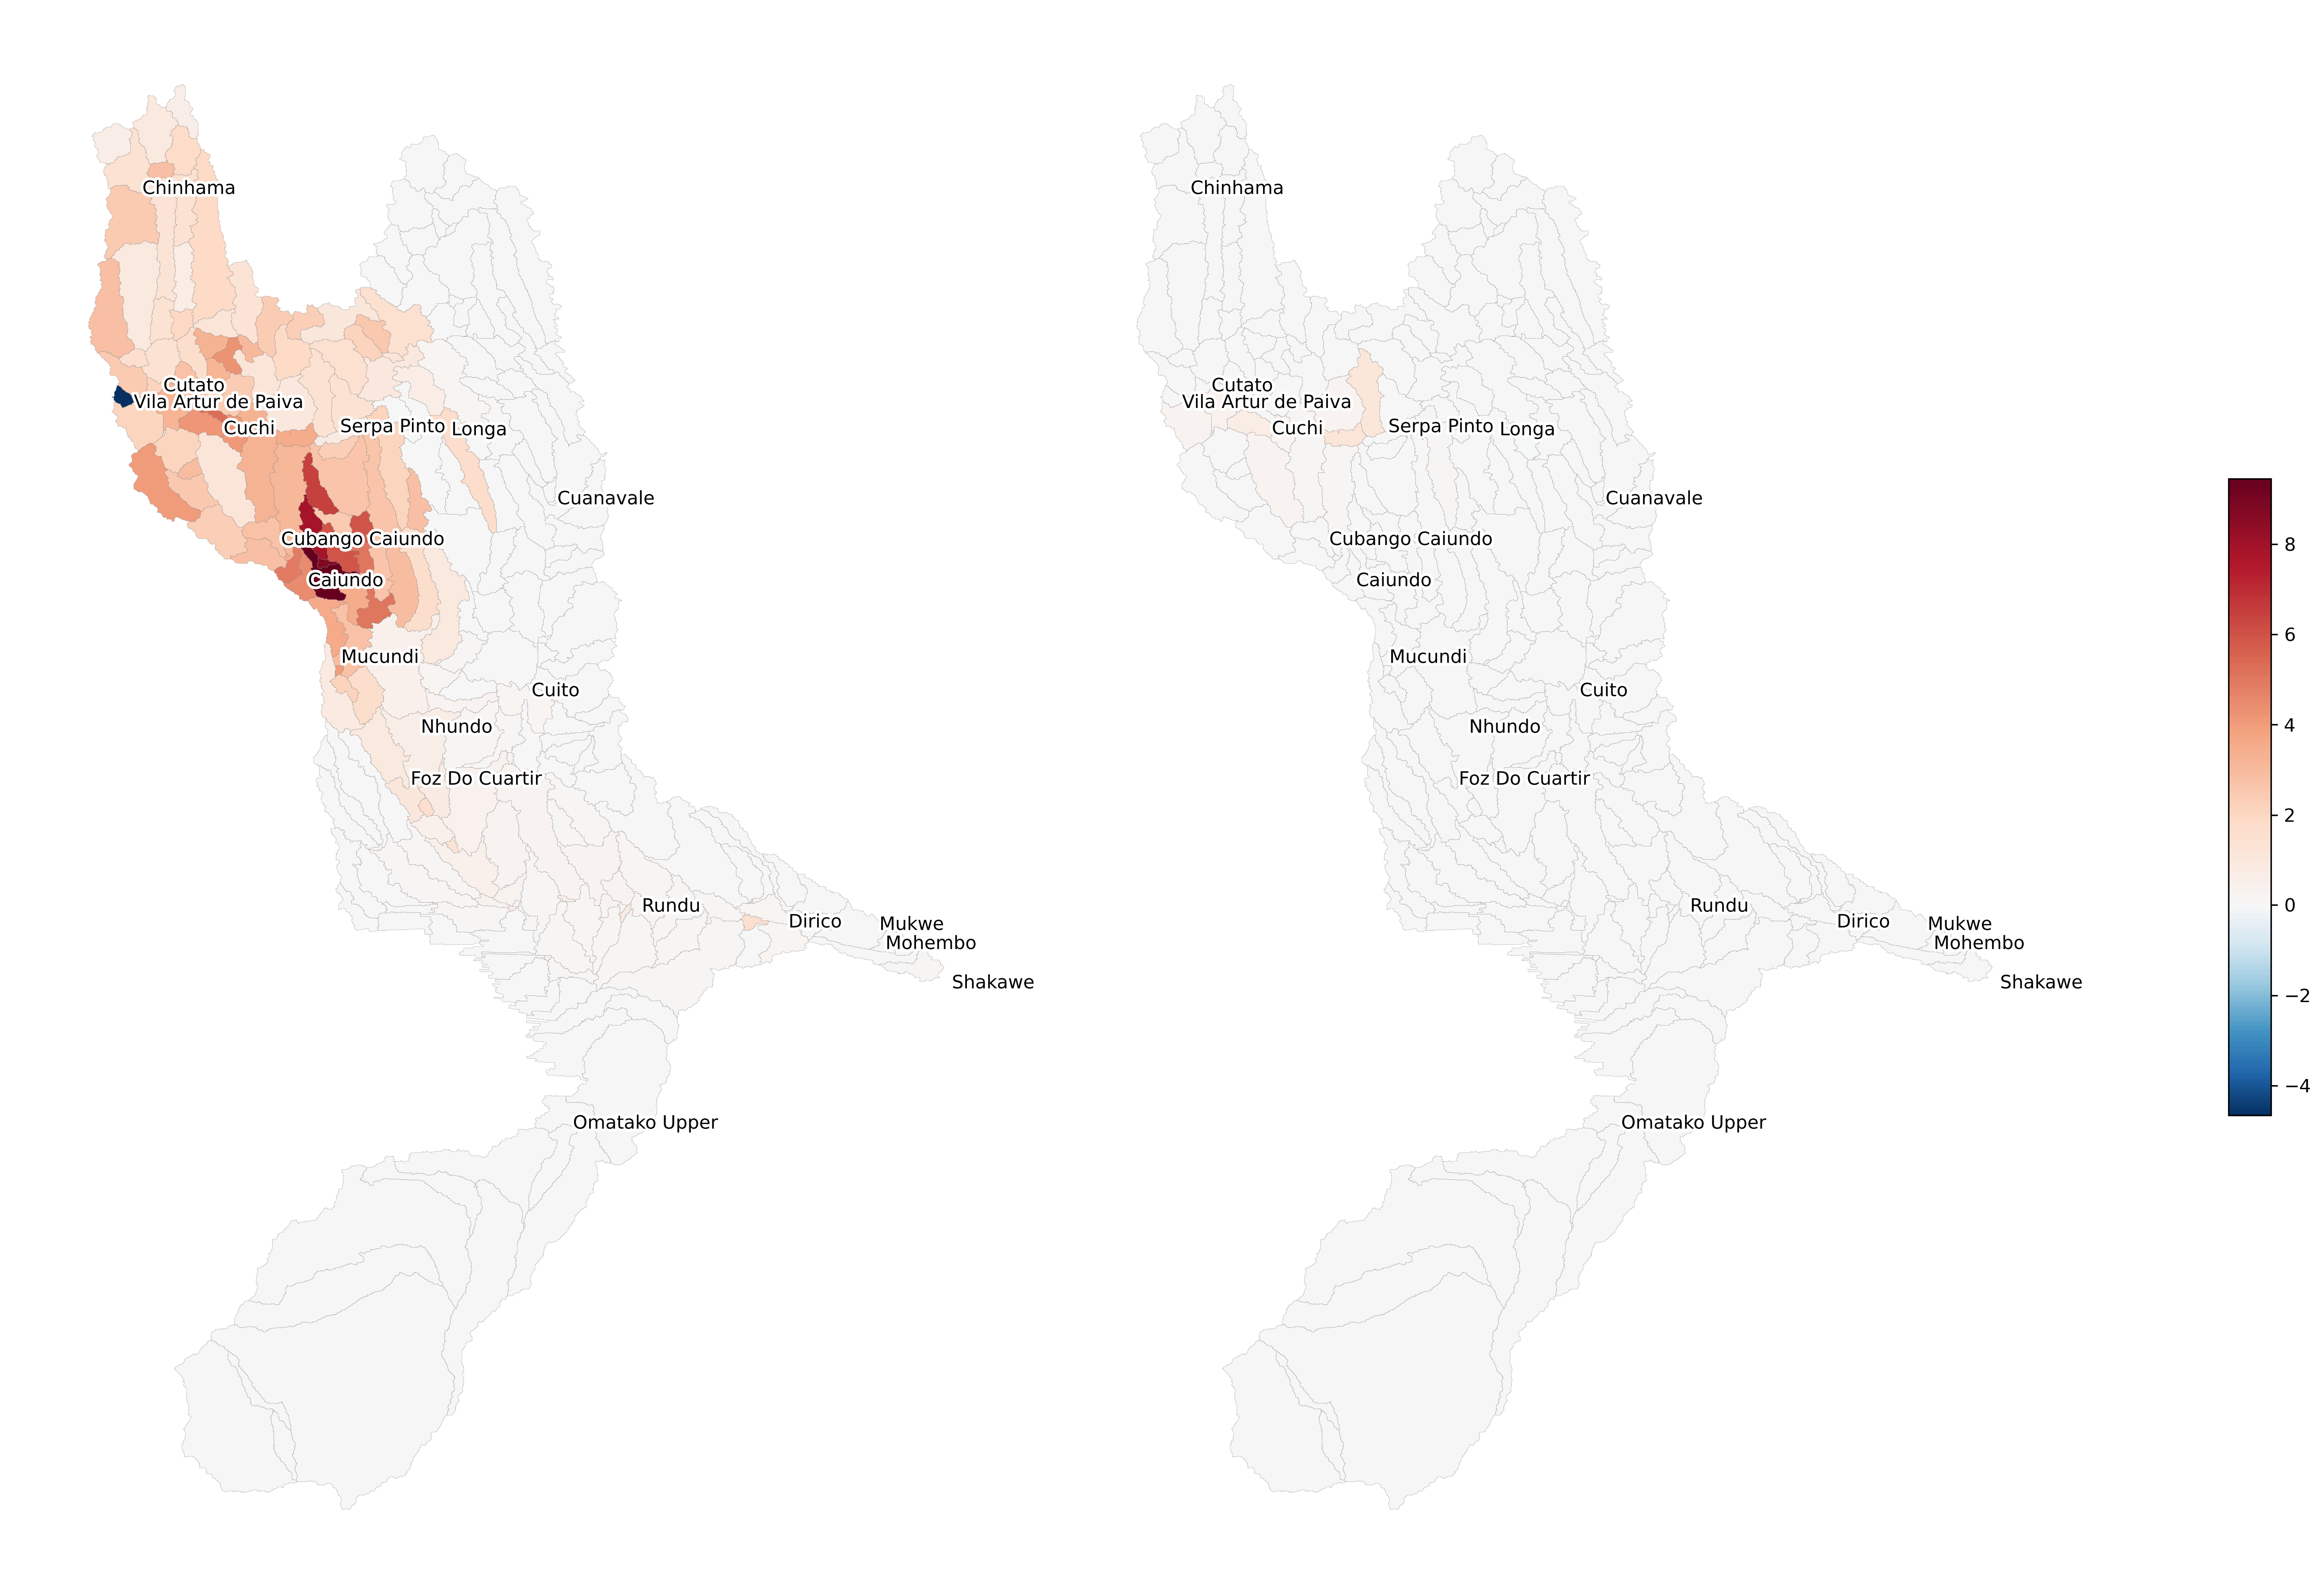 Chinhama
Cutato
Vila Artur de Paiva
Cuchi
Serpa Pinto
Longa
Cuanavale
Cubango Caiundo
Caiundo
Mucundi
Cuito
Nhundo
Foz Do Cuartir
Rundu
Dirico
Mukwe
Mohembo
Shakawe
Omatako Upper
Chinhama
Cutato
Vila Artur de Paiva
Cuchi
Serpa Pinto
Longa
Cuanavale
Cubango Caiundo
Caiundo
Mucundi
Cuito
Nhundo
Foz Do Cuartir
Rundu
Dirico
Mukwe
Mohembo
Shakawe
Omatako Upper
8
6
4
2
0
−2
−4